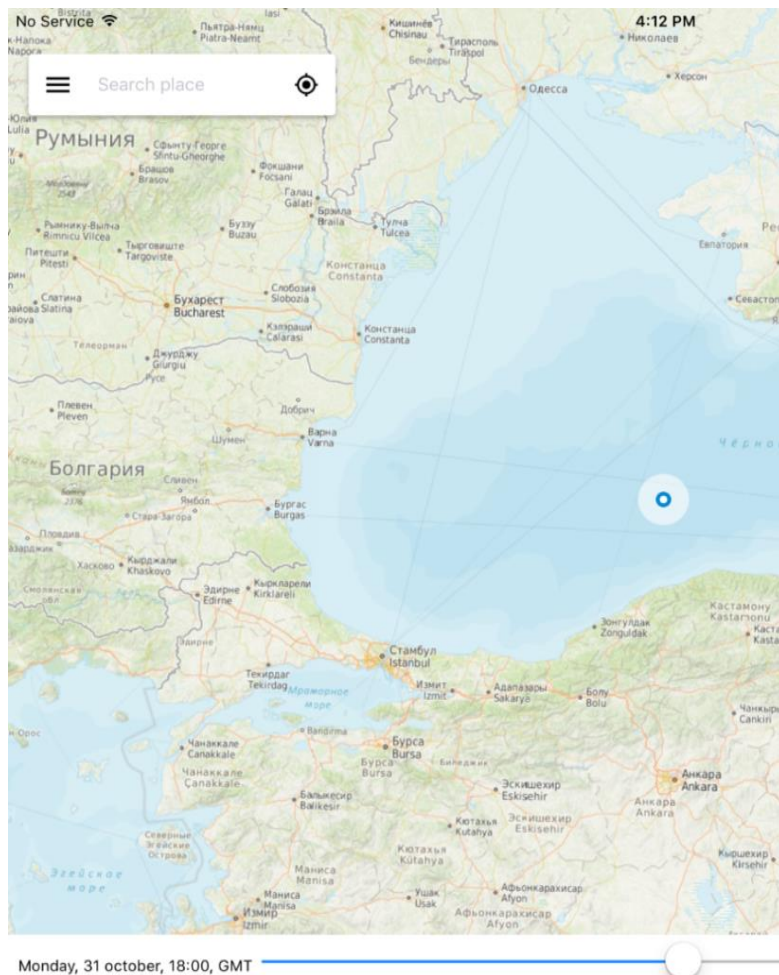 No Service
4:12 PM
Search place
Пьятра-Нямц
Piatra-Neamt
Кишинёв
Chisinau
Тирасполь
Tiraspol
Бендеры
Николаев
Херсон
Одесса
Румыния
Сфынту-Георге
Sfintu-Gheorghe
Брашов
Brasov
Фокшани
Focsani
Галац
Galati
Брэила
Braila
Тулча
Tulcea
Рымнику-Вылча
Rimnicu Vilcea
Бузэу
Buzau
Тырговиште
Targoviste
Питешти
Pitesti
Констанца
Constanta
Евпатория
Слатина
Slatina
Бухарест
Bucharest
Слобозия
Slobozia
Кэлэраши
Calarasi
Констанца
Constanta
Телеорман
Джурджу
Giurgiu
Русе
Плевен
Pleven
Добрич
Шумен
Варна
Varna
Болгария
Сливен
Ямбол
Стара-Загора
Бургас
Burgas
Пловдив
Хасково
Кырджали
Khaskovo
Смолянская
обл
Эдирне
Edirne
Кыркларели
Kirklareli
Эдирне
Кастамону
Kastamonu
Зонгулдак
Zonguldak
Стамбул
Istanbul
Текирдаг
Tekirdag
Мраморное
море
Измит
Izmit
Адапазары
Sakarya
Болу
Bolu
Чанкыры
Cankiri
Bandirma
Чанаккале
Canakkale
Чанаккале
Çanakkale
Бурса
Bursa
Бурса
Bursa
Биледжик
Анкара
Ankara
Анкара
Ankara
Эскишехир
Eskisehir
Эскишехир
Eskisehir
Балыкесир
Balikesir
Кютахья
Kutahya
Кютахья
Kütahya
Северные
Эгейские
Острова
Эгейское
море
Маниса
Manisa
Маниса
Manisa
Ушак
Usak
Афьонкарахисар
Afyon
Афьонкарахисар
Afyon
Кыршехир
Kirsehir
Измир
Izmir
Monday, 31 october, 18:00, GMT